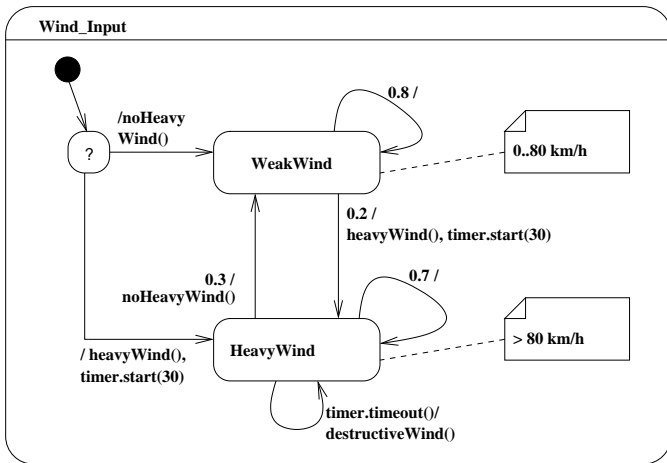 Wind_Input
0.8 /
/noHeavy
Wind()
?
WeakWind
0..80 km/h
0.2 /
heavyWind(), timer.start(30)
0.3 /
noHeavyWind()
0.7 /
HeavyWind
> 80 km/h
/ heavyWind(),
timer.start(30)
timer.timeout()/
destructiveWind()